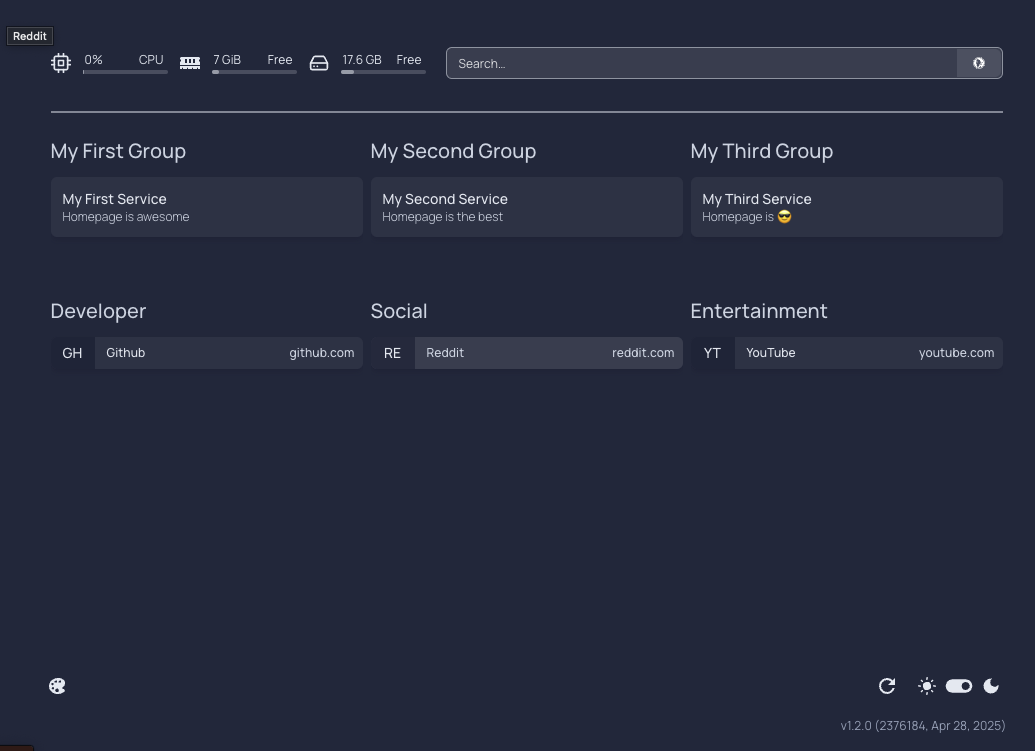 Reddit
0% CPU 7 GiB Free 17.6 GB Free Search...
My First Group My Second Group My Third Group
My First Service My Second Service My Third Service
Homepage is awesome Homepage is the best Homepage is 😎
Developer Social Entertainment
GH Github github.com RE Reddit reddit.com YT YouTube youtube.com
v1.2.0 (2376184, Apr 28, 2025)